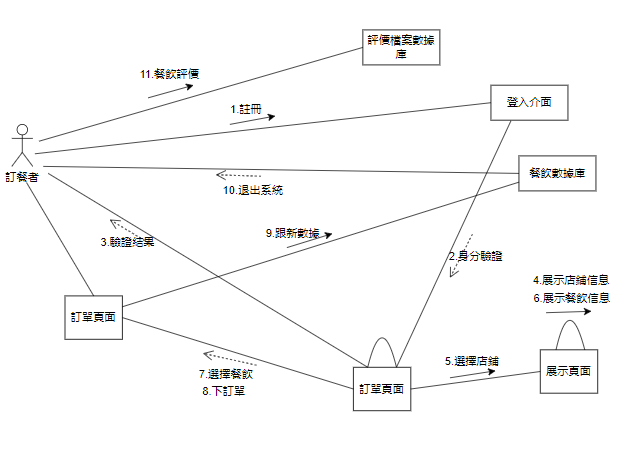 評價檔案數據
庫
11.餐飲評價
登入介面
1.註冊
訂餐者
餐飲數據庫
10.退出系統
9.跟新數據
3.驗證結果
2.身分驗證
4.展示店鋪信息
6.展示餐飲信息
訂單頁面
5.選擇店鋪
展示頁面
7.選擇餐飲
8.下訂單
訂單頁面